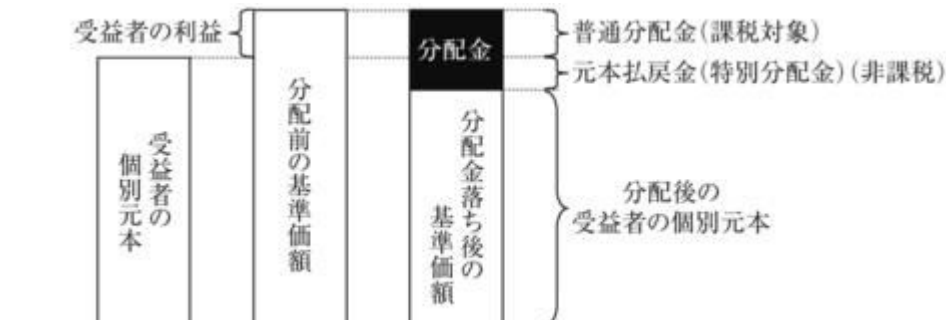 受益者の利益
分配金
普通分配金(課税対象)
元本払戻金(特別分配金)(非課税)
受益者の
個別元本
分配前の基準価額
分配金落ち後の
基準価額
分配後の
受益者の個別元本